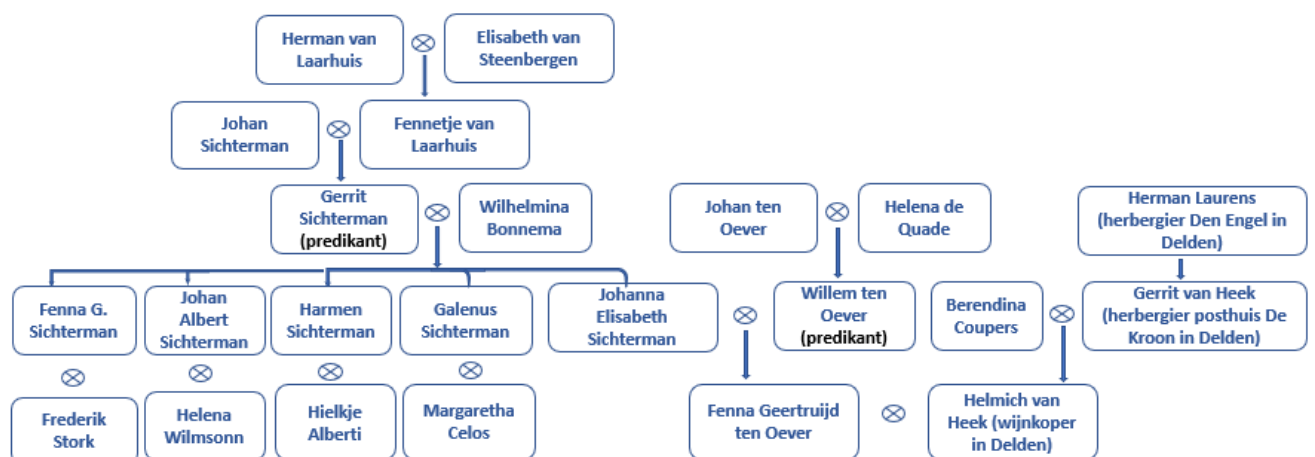 Herman van
Laarhuis
Elisabeth van
Steenbergen
Johan
Sichterman
Fennetje van
Laarhuis
Gerrit
Sichterman
(predikant)
Wilhelmina
Bonnema
Johan ten
Oever
Helena de
Quade
Herman Laurens
(herbergier Den Engel in
Delden)
Fenna G.
Sichterman
Johan
Albert
Sichterman
Harmen
Sichterman
Galenus
Sichterman
Johanna
Elisabeth
Sichterman
Willem ten
Oever
(predikant)
Berendina
Coupers
Gerrit van Heek
(herbergier posthuis De
Kroon in Delden)
Frederik
Stork
Helena
Wilmsonn
Hielkje
Alberti
Margaretha
Celos
Fenna Geertruijd
ten Oever
Helmich van
Heek (wijnkoper
in Delden)